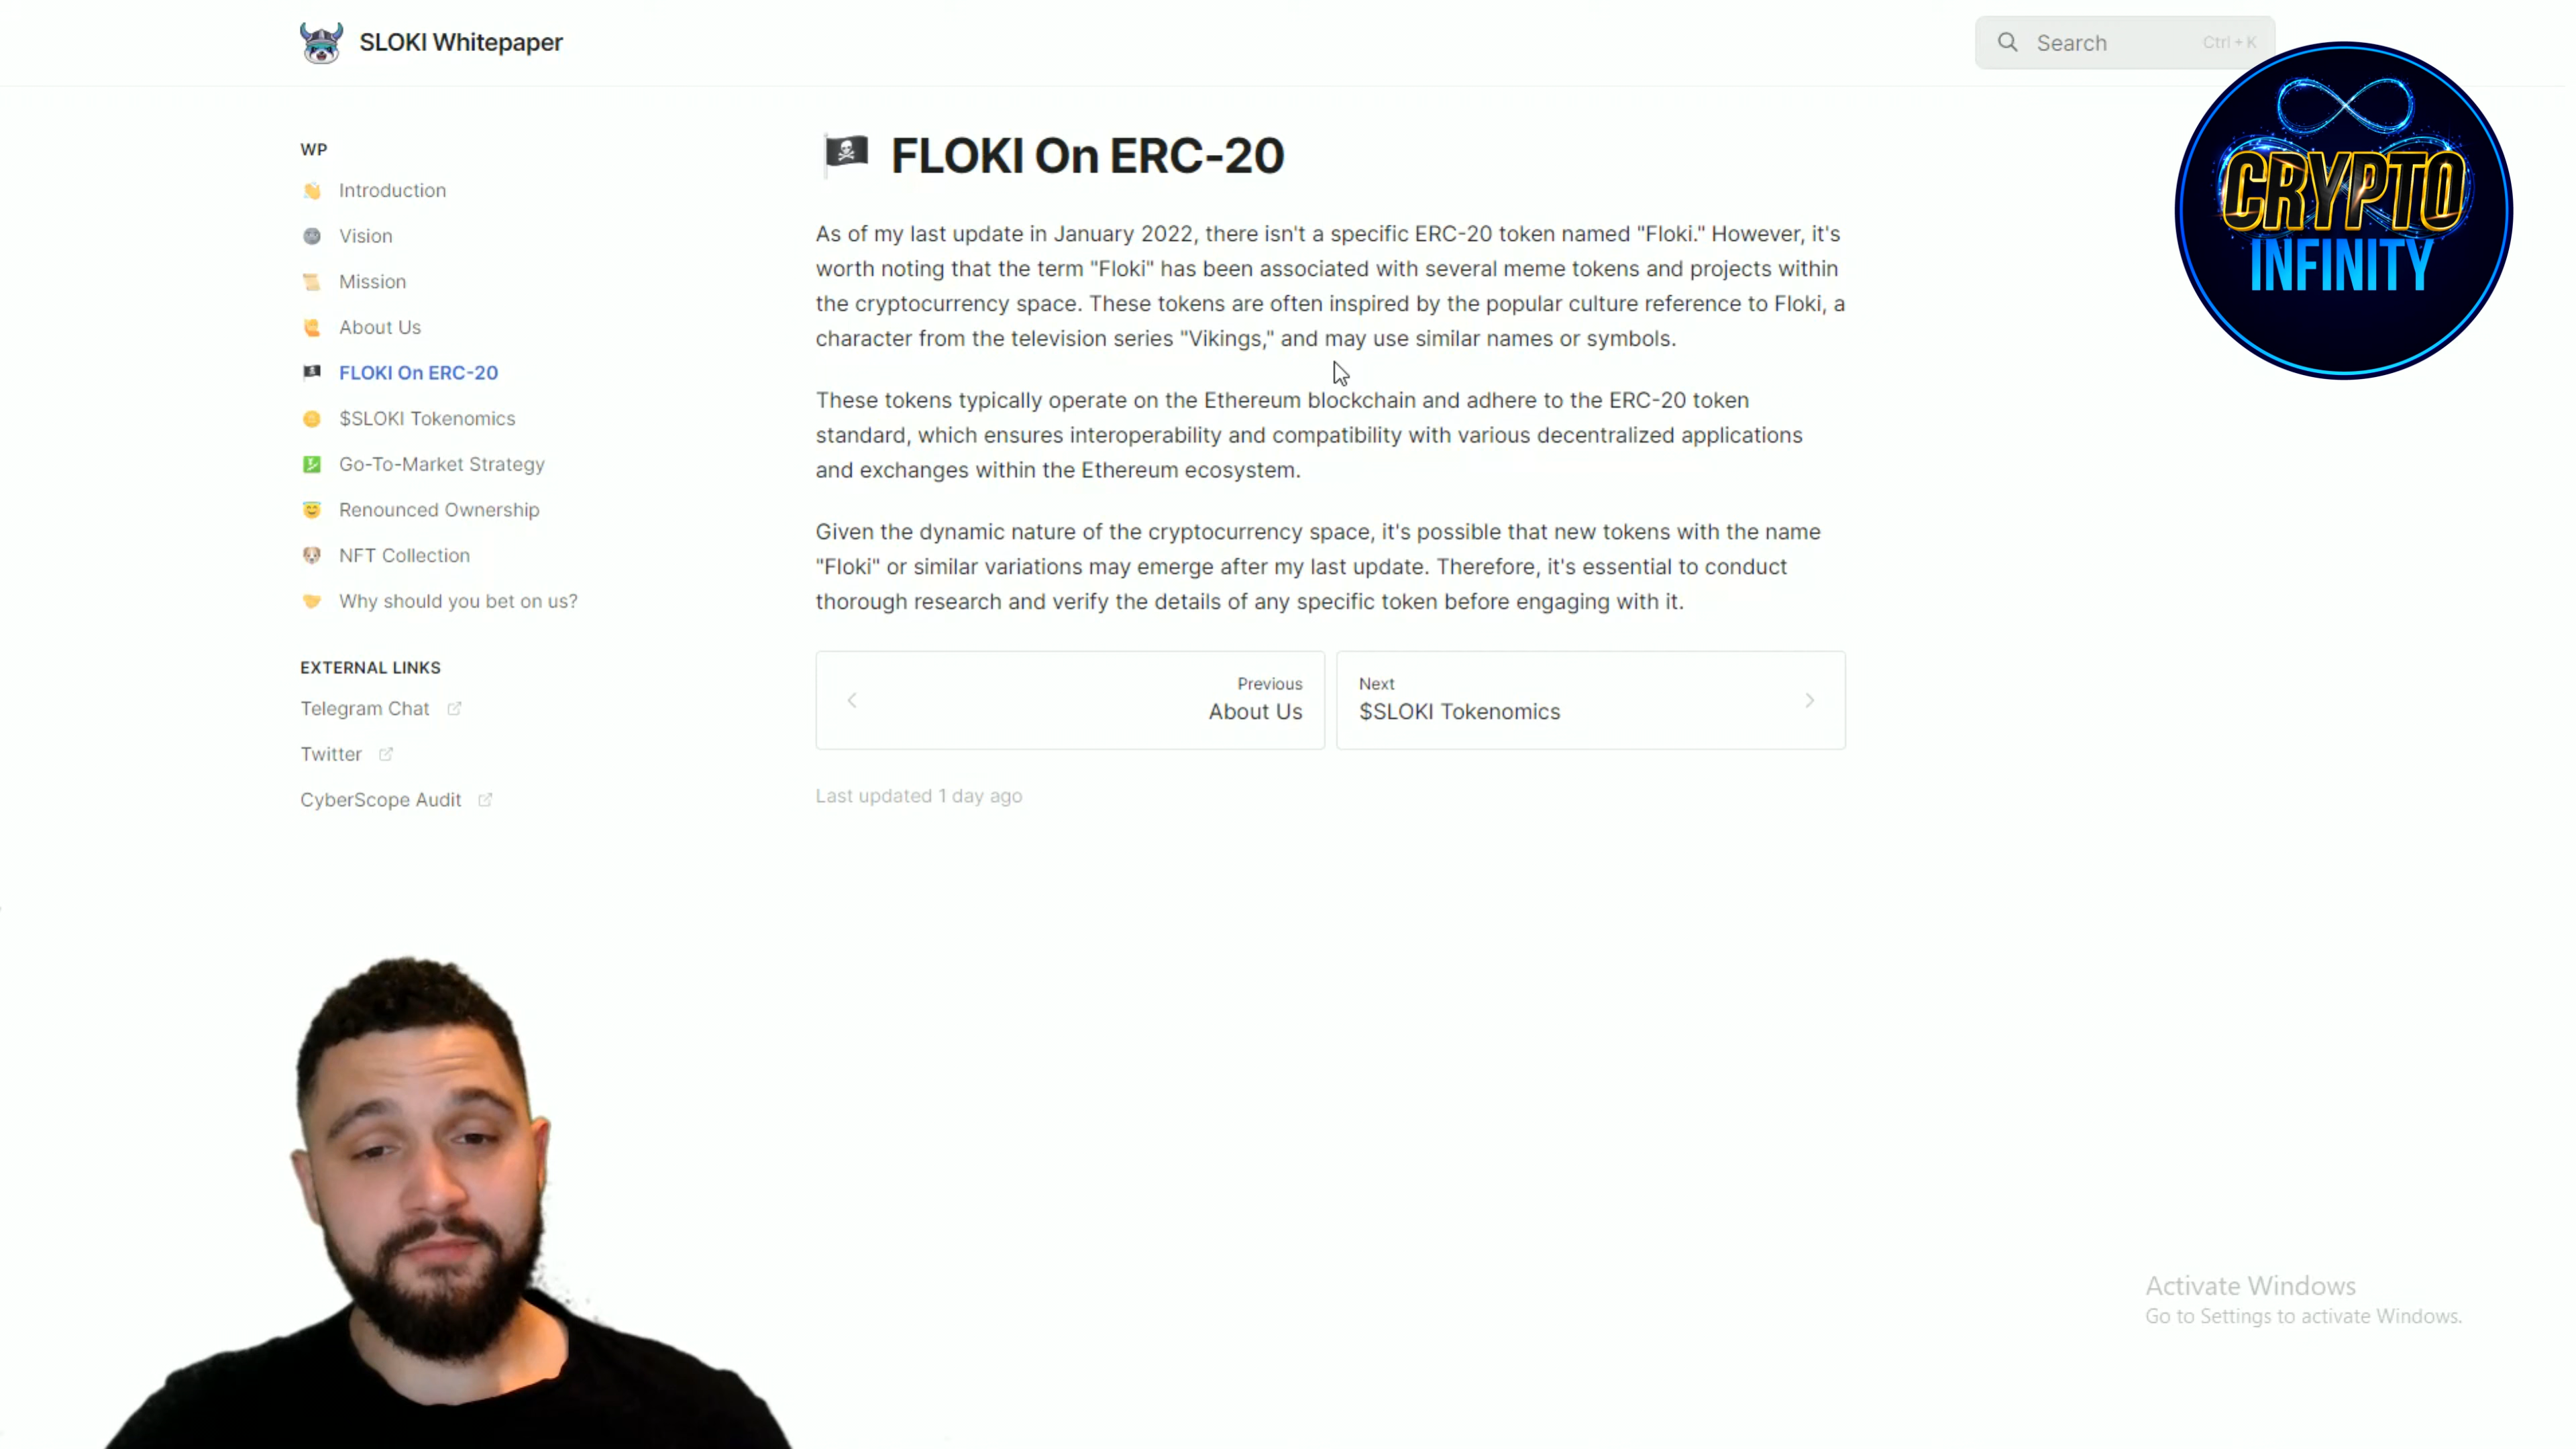 SLOKI Whitepaper
Search
Ctrl + K
CRYPTO
INFINITY
WP
Introduction
Vision
Mission
About Us
FLOKI On ERC-20
$SLOKI Tokenomics
Go-To-Market Strategy
Renounced Ownership
NFT Collection
Why should you bet on us?
EXTERNAL LINKS
Telegram Chat
Twitter
CyberScope Audit
FLOKI On ERC-20
As of my last update in January 2022, there isn't a specific ERC-20 token named "Floki." However, it's
worth noting that the term "Floki" has been associated with several meme tokens and projects within
the cryptocurrency space. These tokens are often inspired by the popular culture reference to Floki, a
character from the television series "Vikings," and may use similar names or symbols.
These tokens typically operate on the Ethereum blockchain and adhere to the ERC-20 token
standard, which ensures interoperability and compatibility with various decentralized applications
and exchanges within the Ethereum ecosystem.
Given the dynamic nature of the cryptocurrency space, it's possible that new tokens with the name
"Floki" or similar variations may emerge after my last update. Therefore, it's essential to conduct
thorough research and verify the details of any specific token before engaging with it.
Previous
About Us
Next
$SLOKI Tokenomics
Last updated 1 day ago
Activate Windows
Go to Settings to activate Windows.